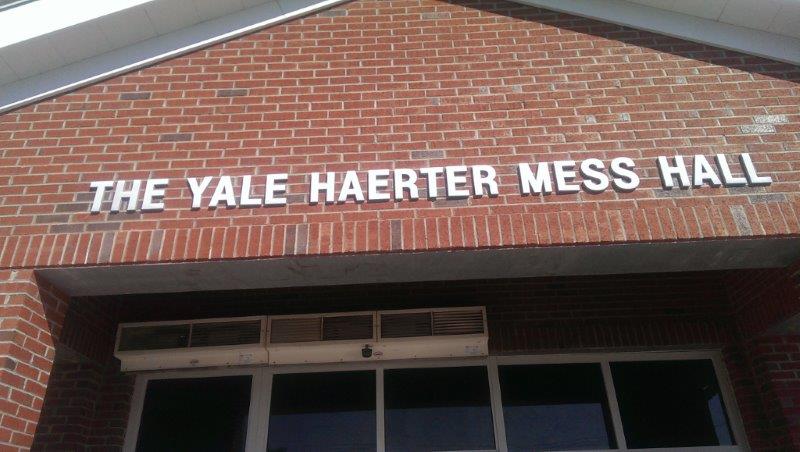 THE YALE HAERTER MESS HALL